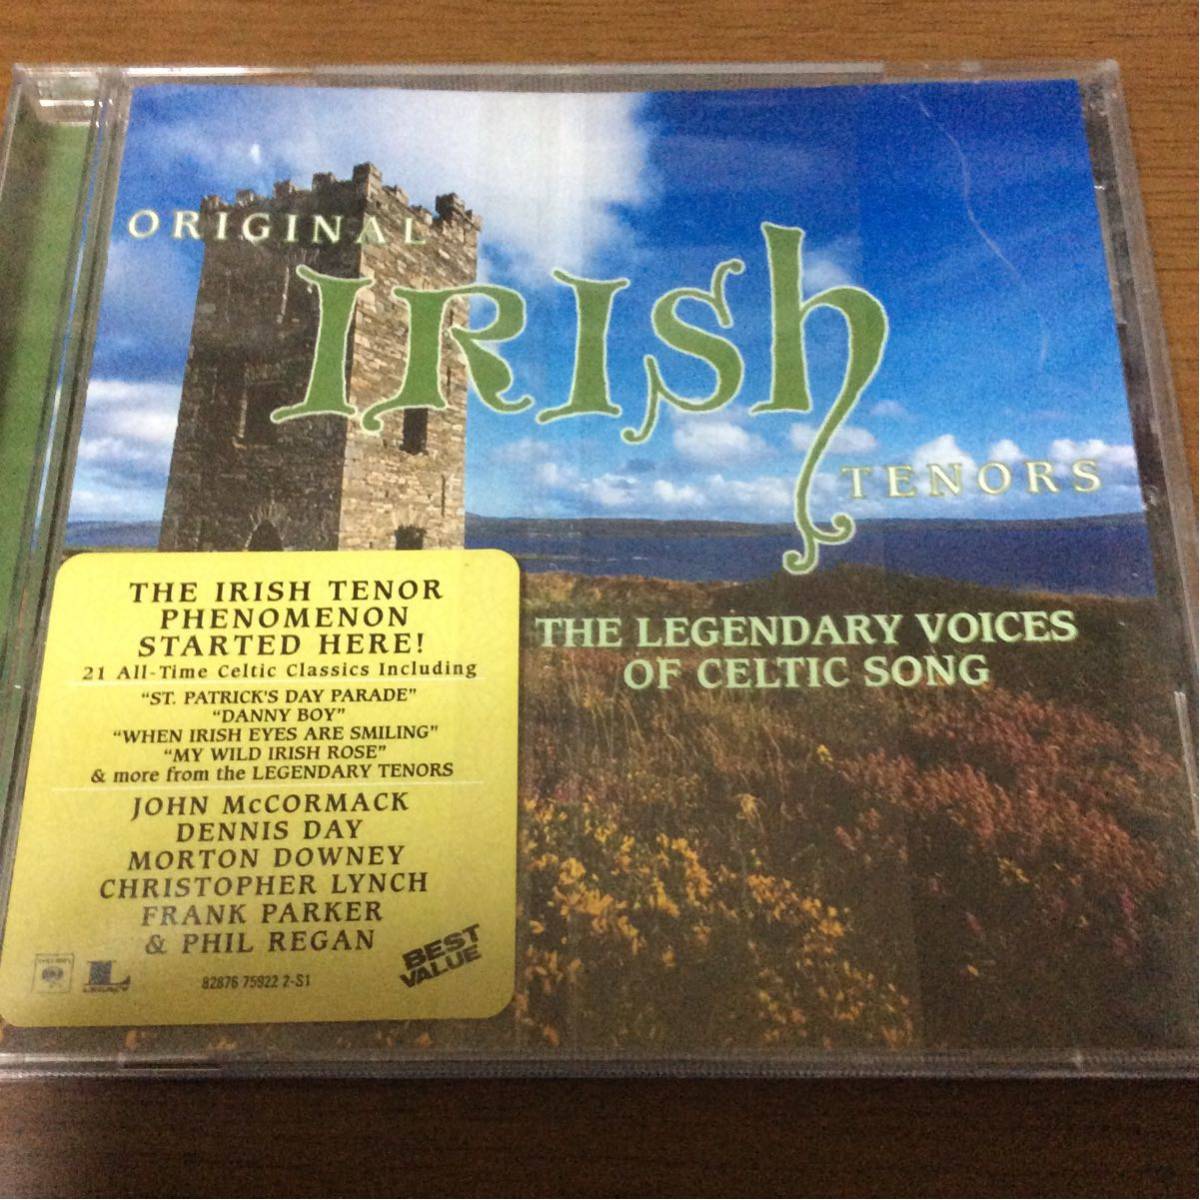 ORIGINAL
IRISh
TENORS
THE LEGENDARY VOICES
OF CELTIC SONG
THE IRISH TENOR
PHENOMENON
STARTED HERE!
21 All-Time Celtic Classics Including
"ST. PATRICK'S DAY PARADE"
"DANNY BOY"
"WHEN IRISH EYES ARE SMILING"
"MY WILD IRISH ROSE"
& more from the LEGENDARY TENORS
JOHN McCORMACK
DENNIS DAY
MORTON DOWNEY
CHRISTOPHER LYNCH
FRANK PARKER
& PHIL REGAN
BEST
VALUE
L
LEGACY
82876 75922 2-S1